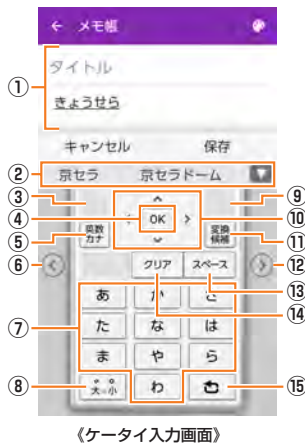 メモ帳
タイトル
①
きょうせら
キャンセル 保存
② 京セラ 京セラドーム
③ ⑨
④ OK ⑩
⑤ 英数カナ 変換候補 ⑪
⑥ ⑫
クリア スペース ⑬
⑭
あ か さ
⑦ た な は
ま や ら
⑧ 大⇔小 わ ⑮
《ケータイ入力画面》